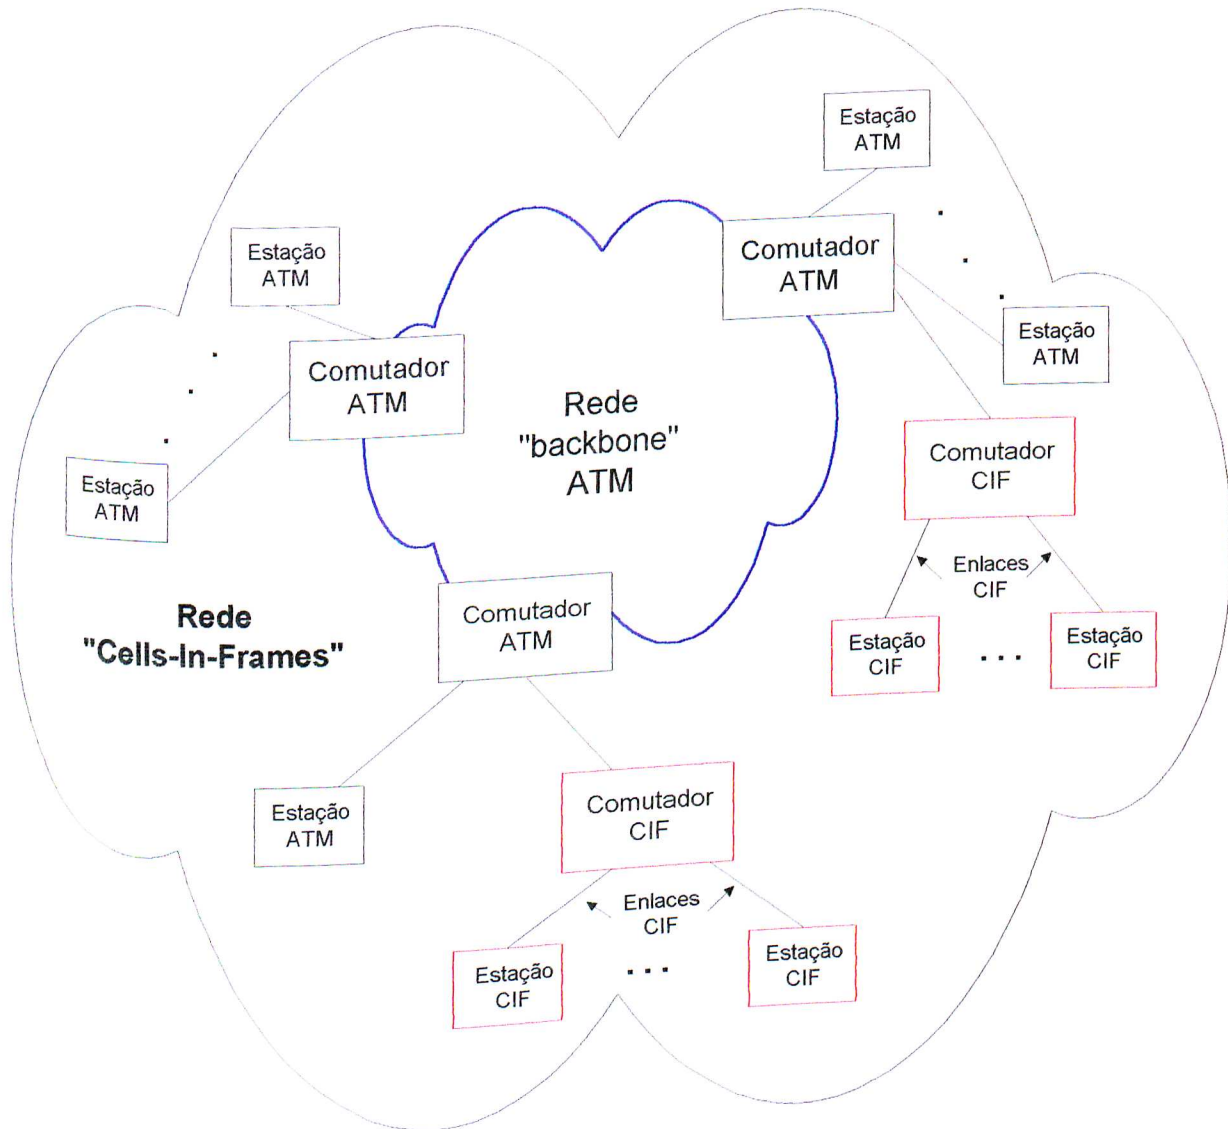 Estação
ATM
Comutador
ATM
Estação
ATM
Estação
ATM
Comutador
ATM
Estação
ATM
Rede
"backbone"
ATM
Estação
ATM
Comutador
CIF
Enlaces
CIF
Estação
CIF
Estação
CIF
Rede
"Cells-In-Frames"
Comutador
ATM
Estação
ATM
Comutador
CIF
Enlaces
CIF
Estação
CIF
Estação
CIF